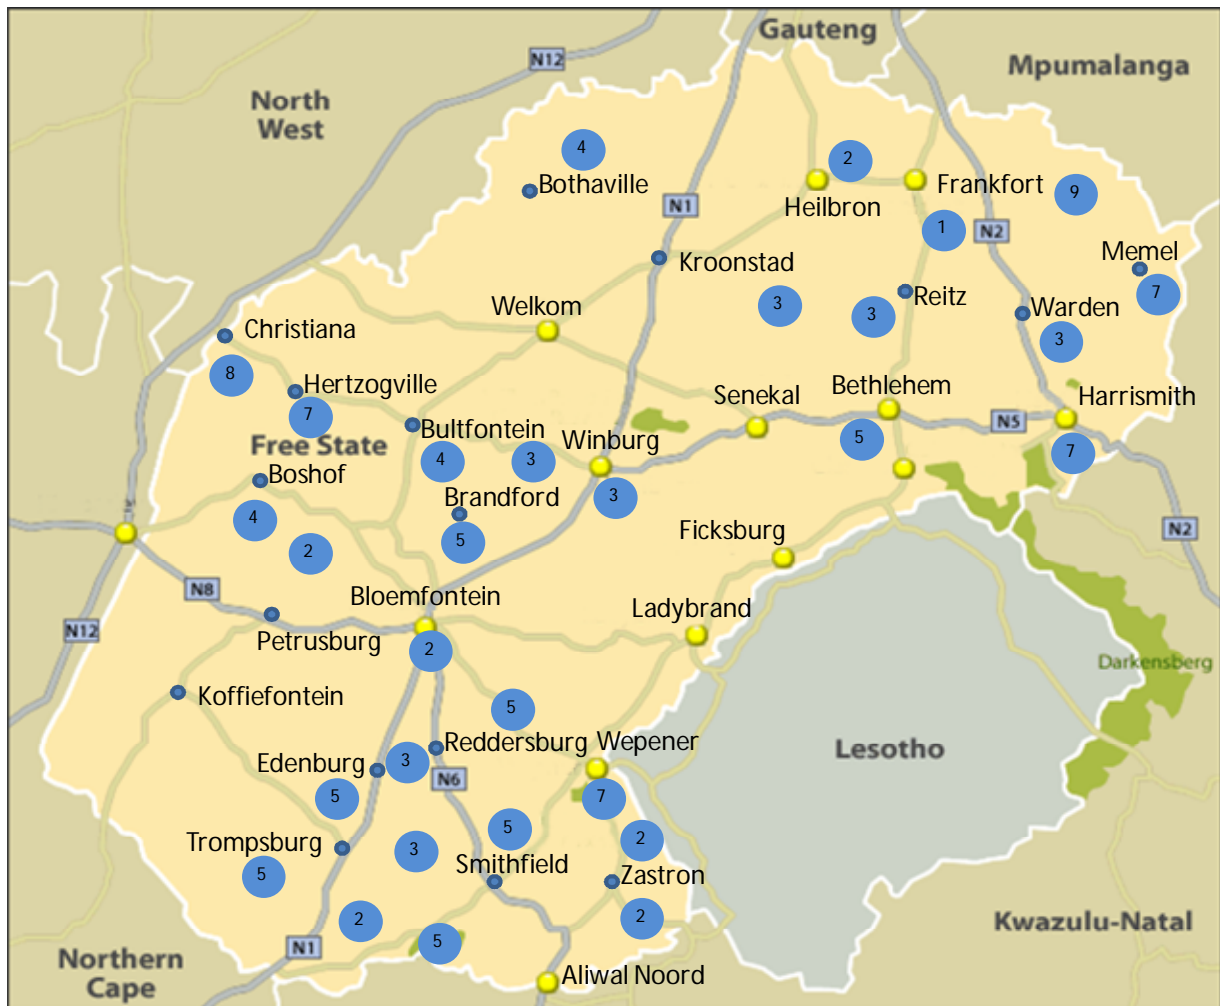 Gauteng
N12
Mpumalanga
North
West
4
2
Bothaville
Frankfort
9
N1
Heilbron
1
N2
Memel
Kroonstad
7
Reitz
3
3
Warden
Welkom
Christiana
3
8
Hertzogville
Bethlehem
Senekal
Harrismith
7
N5
Bultfontein
Winburg
5
Free State
4
3
7
Boshof
Brandford
3
4
5
Ficksburg
N2
2
N8
Bloemfontein
Ladybrand
N12
Petrusburg
2
Darkensberg
Koffiefontein
5
Reddersburg
Wepener
Lesotho
Edenburg
3
N6
5
7
Trompsburg
3
5
2
Smithfield
Zastron
5
2
2
Kwazulu-Natal
N1
5
Northern
Cape
Aliwal Noord